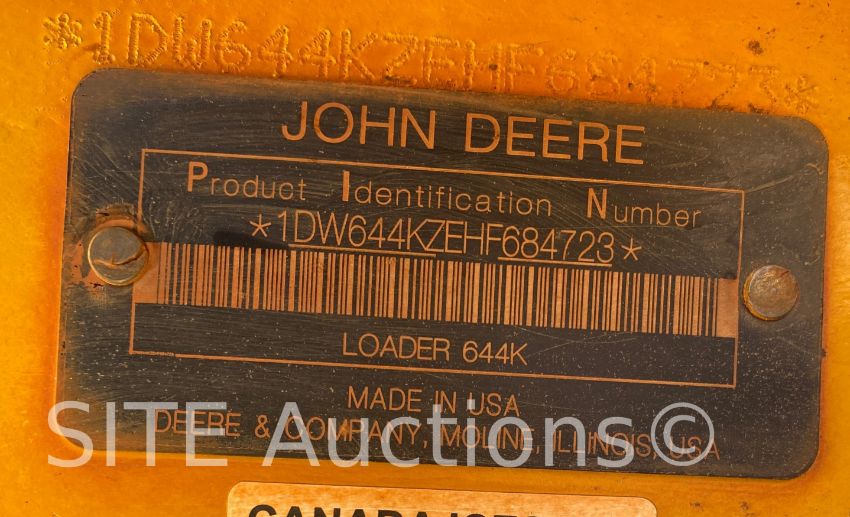 *1DW644KZEHF684723*
JOHN DEERE
Product Identification Number
*1DW644KZEHF684723*
LOADER 644K
MADE IN USA
DEERE & COMPANY, MOLINE, ILLINOIS, USA
SITE Auctions©